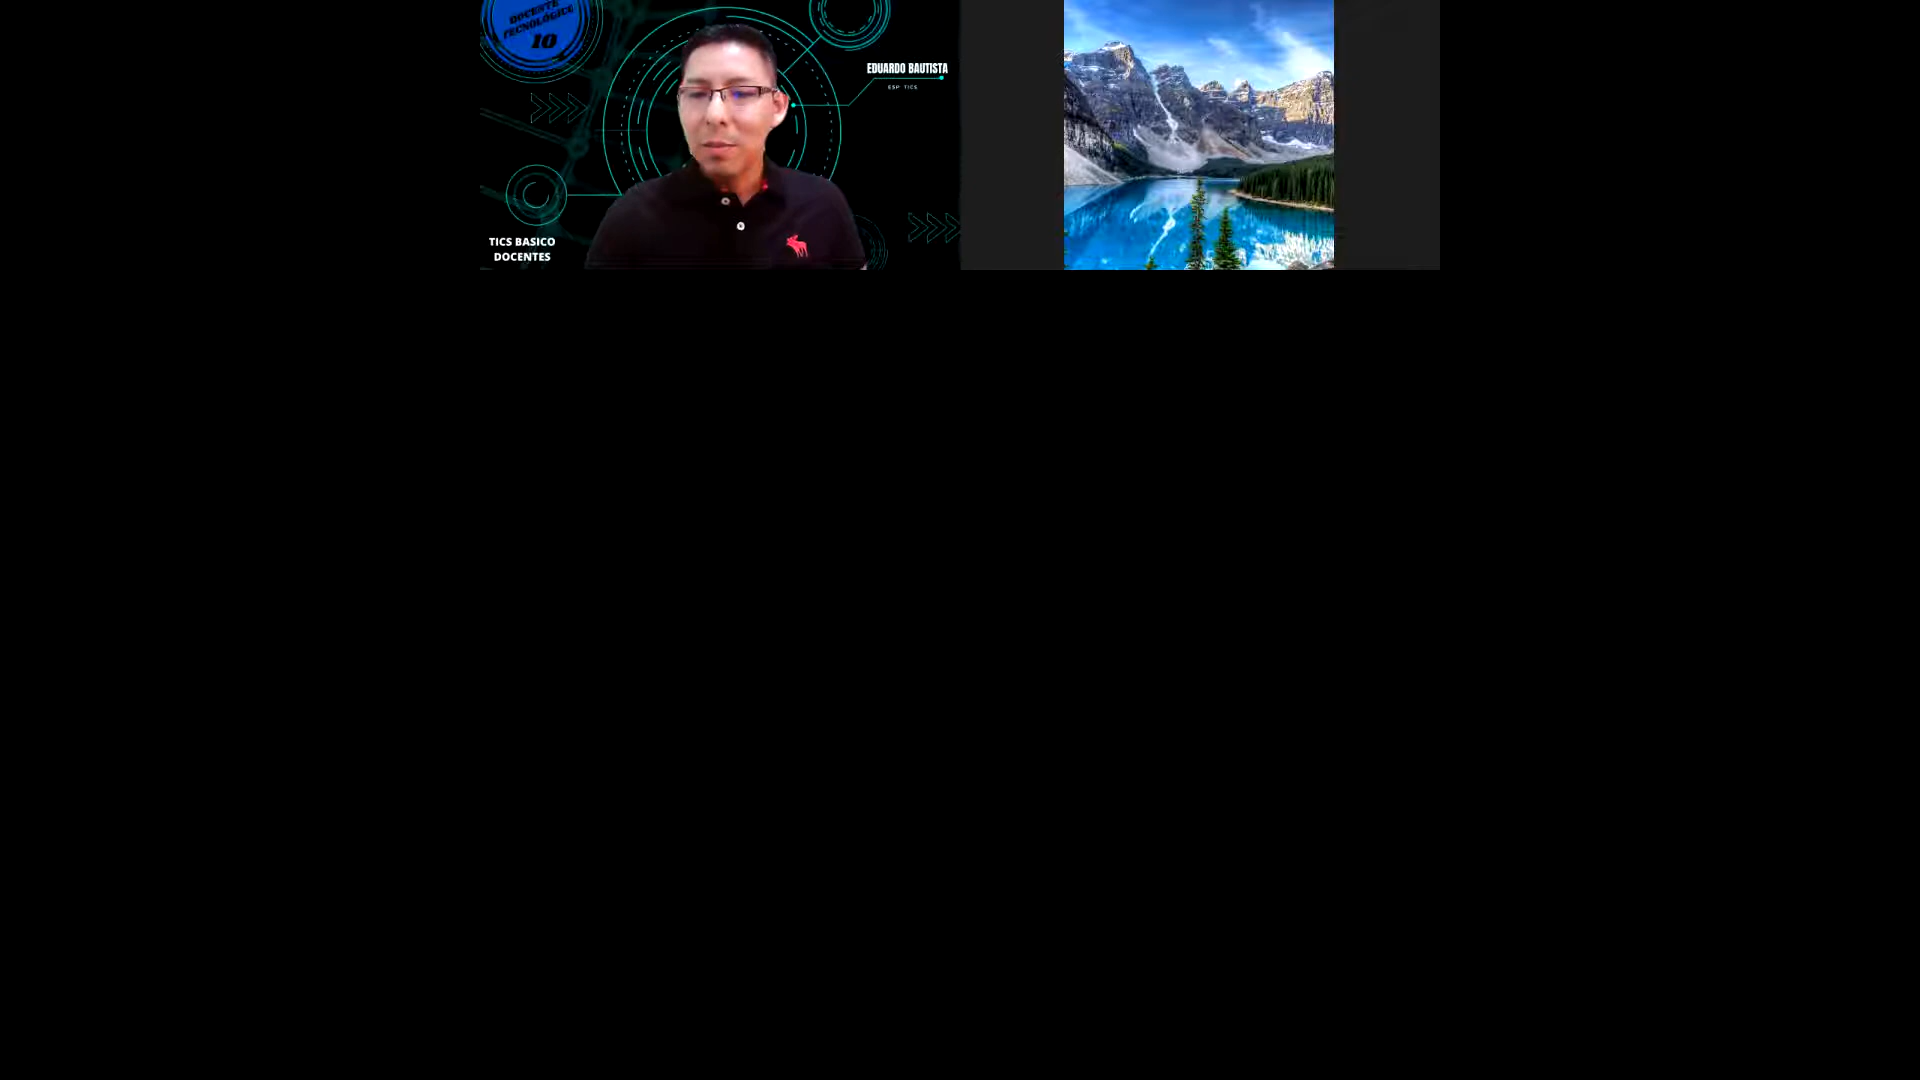 DOCENTE
TECNOLÓGICO
10
EDUARDO BAUTISTA
ESP TICS
TICS BASICO
DOCENTES